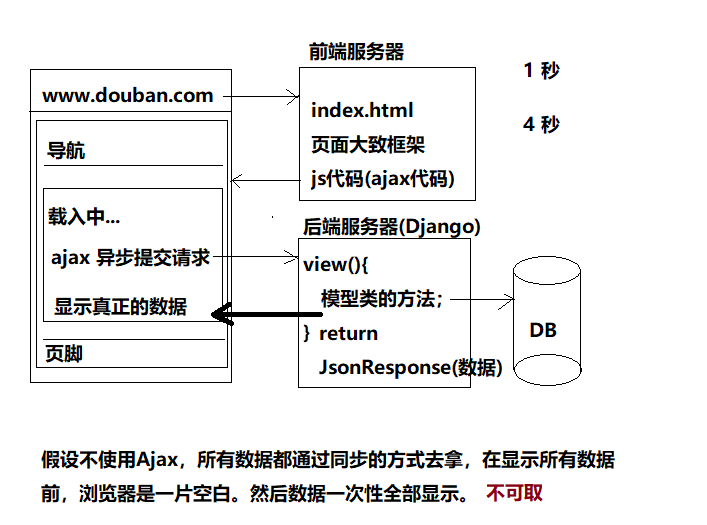 前端服务器
www.douban.com
index.html
页面大致框架
js代码(ajax代码)
1 秒
4 秒
导航
载入中...
ajax 异步提交请求
显示真正的数据
页脚
后端服务器(Django)
view(){
模型类的方法；
} return
JsonResponse(数据)
DB
假设不使用Ajax，所有数据都通过同步的方式去拿，在显示所有数据
前，浏览器是一片空白。然后数据一次性全部显示。 不可取